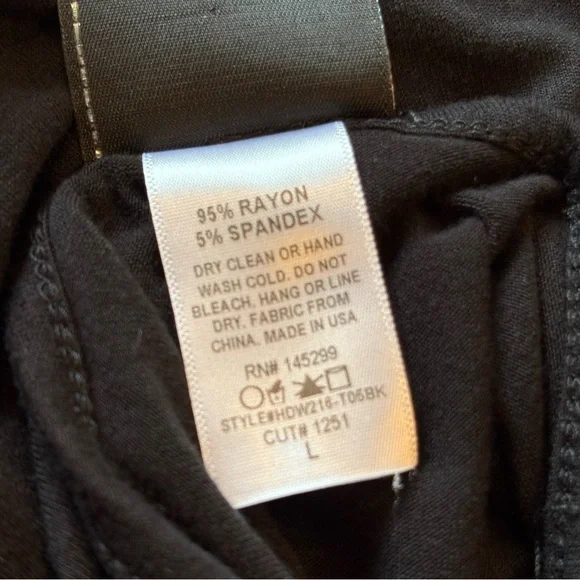 95% RAYON
5% SPANDEX
DRY CLEAN OR HAND
WASH COLD. DO NOT
BLEACH. HANG OR LINE
DRY. FABRIC FROM
CHINA. MADE IN USA
RN# 145299
STYLE#HDW216-T06BK
CUT# 1251
L